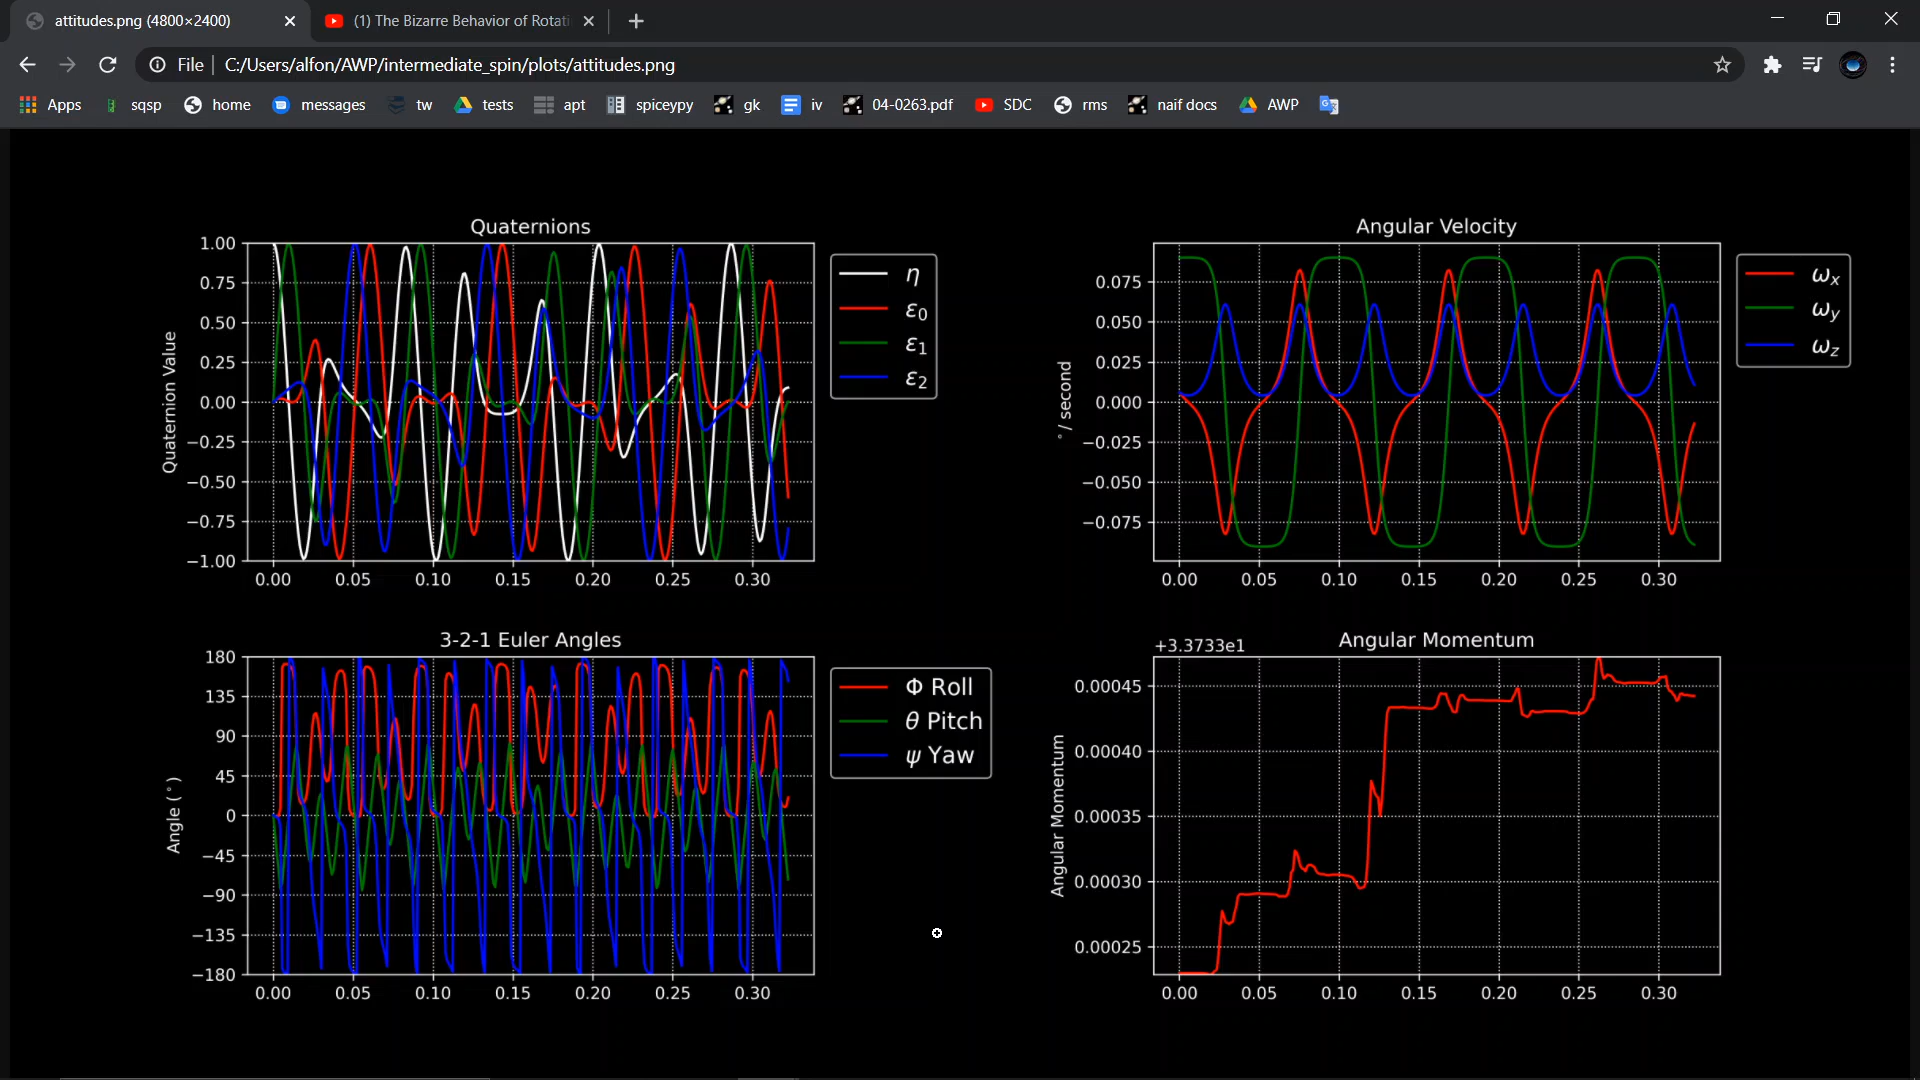 attitudes.png (4800×2400)
(1) The Bizarre Behavior of Rotati
File
C:/Users/alfon/AWP/intermediate_spin/plots/attitudes.png
Apps sqsp home messages tw tests apt spiceypy gk iv 04-0263.pdf SDC rms naif docs AWP
Quaternions
Quaternion Value
1.00
0.75
0.50
0.25
0.00
−0.25
−0.50
−0.75
−1.00
0.00 0.05 0.10 0.15 0.20 0.25 0.30
η
ε0
ε1
ε2
Angular Velocity
°/ second
0.075
0.050
0.025
0.000
−0.025
−0.050
−0.075
0.00 0.05 0.10 0.15 0.20 0.25 0.30
ωx
ωy
ωz
3-2-1 Euler Angles
Angle (°)
180
135
90
45
0
−45
−90
−135
−180
0.00 0.05 0.10 0.15 0.20 0.25 0.30
Φ Roll
θ Pitch
ψ Yaw
+3.3733e1
Angular Momentum
Angular Momentum
0.00045
0.00040
0.00035
0.00030
0.00025
0.00 0.05 0.10 0.15 0.20 0.25 0.30